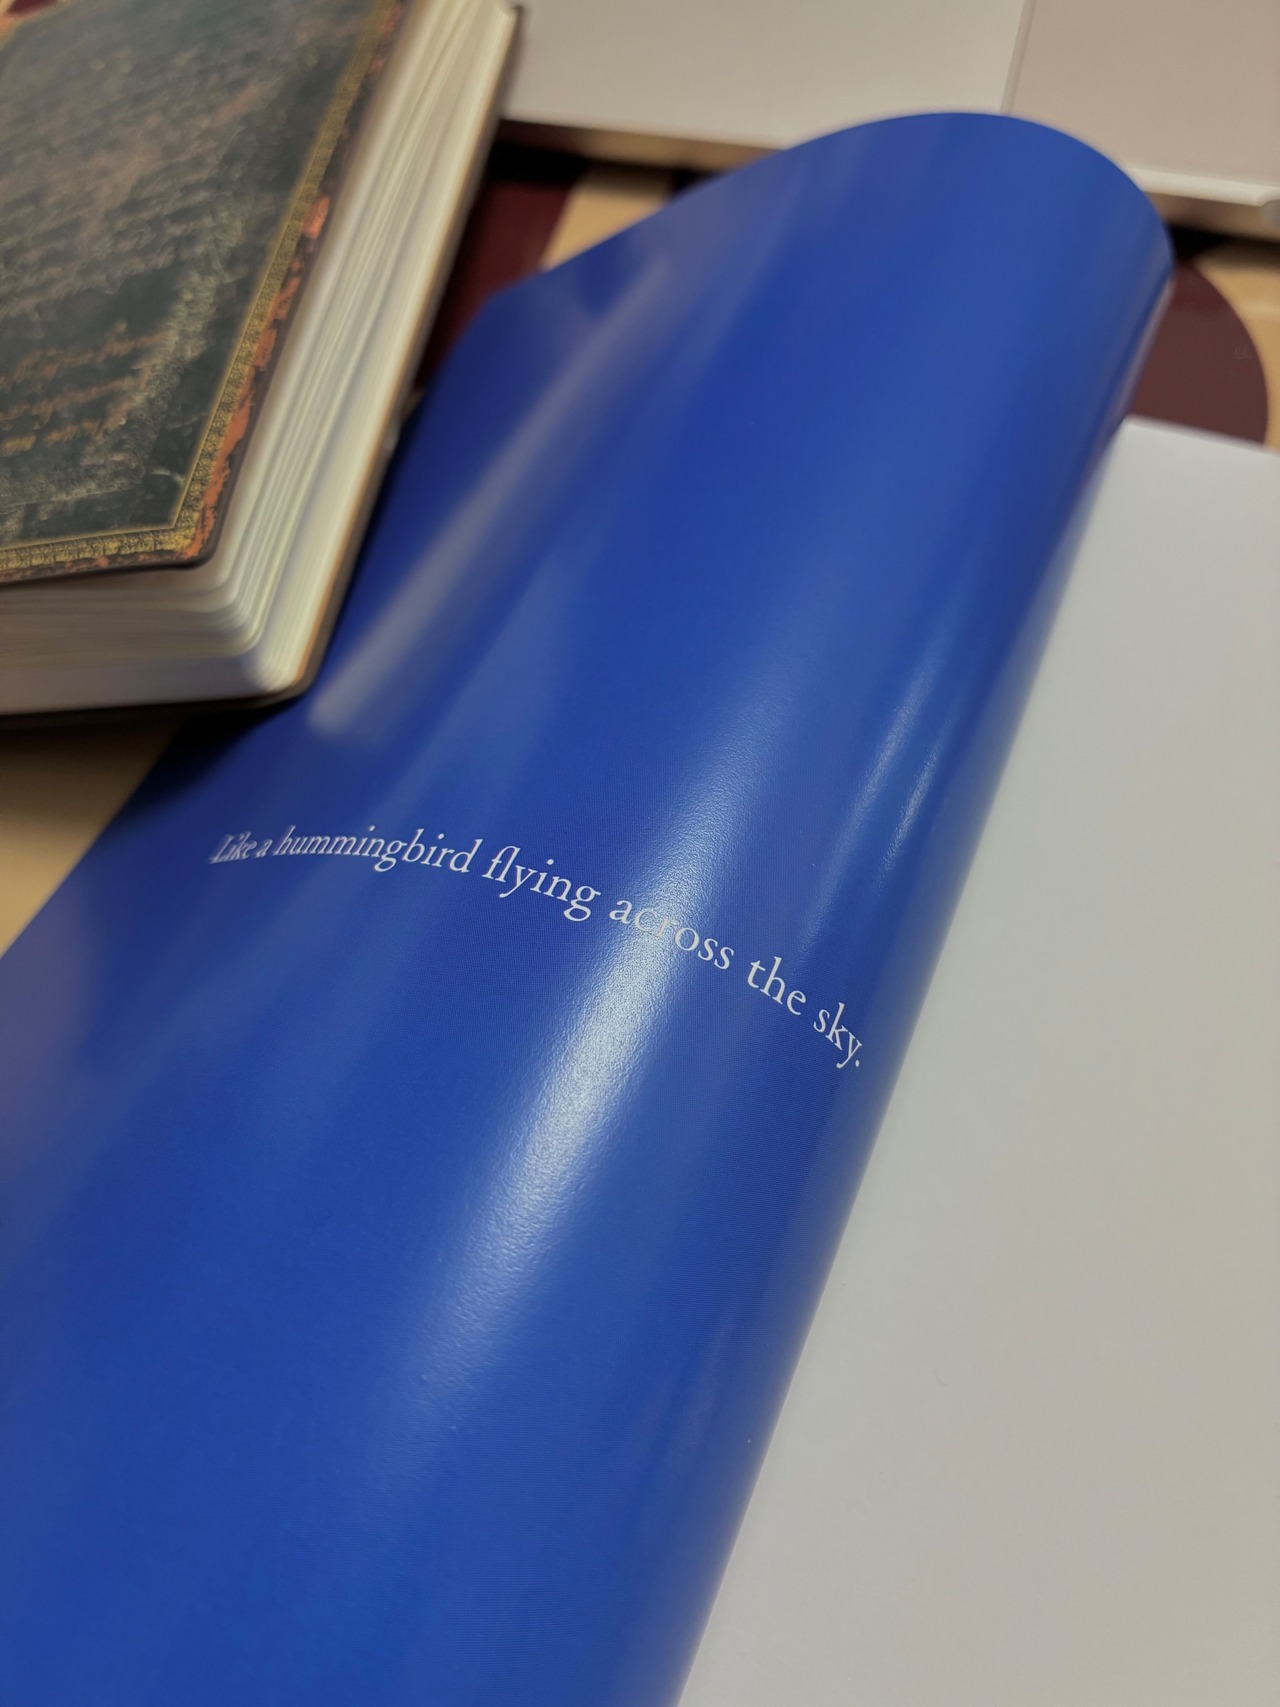 Like a hummingbird flying across the sky.